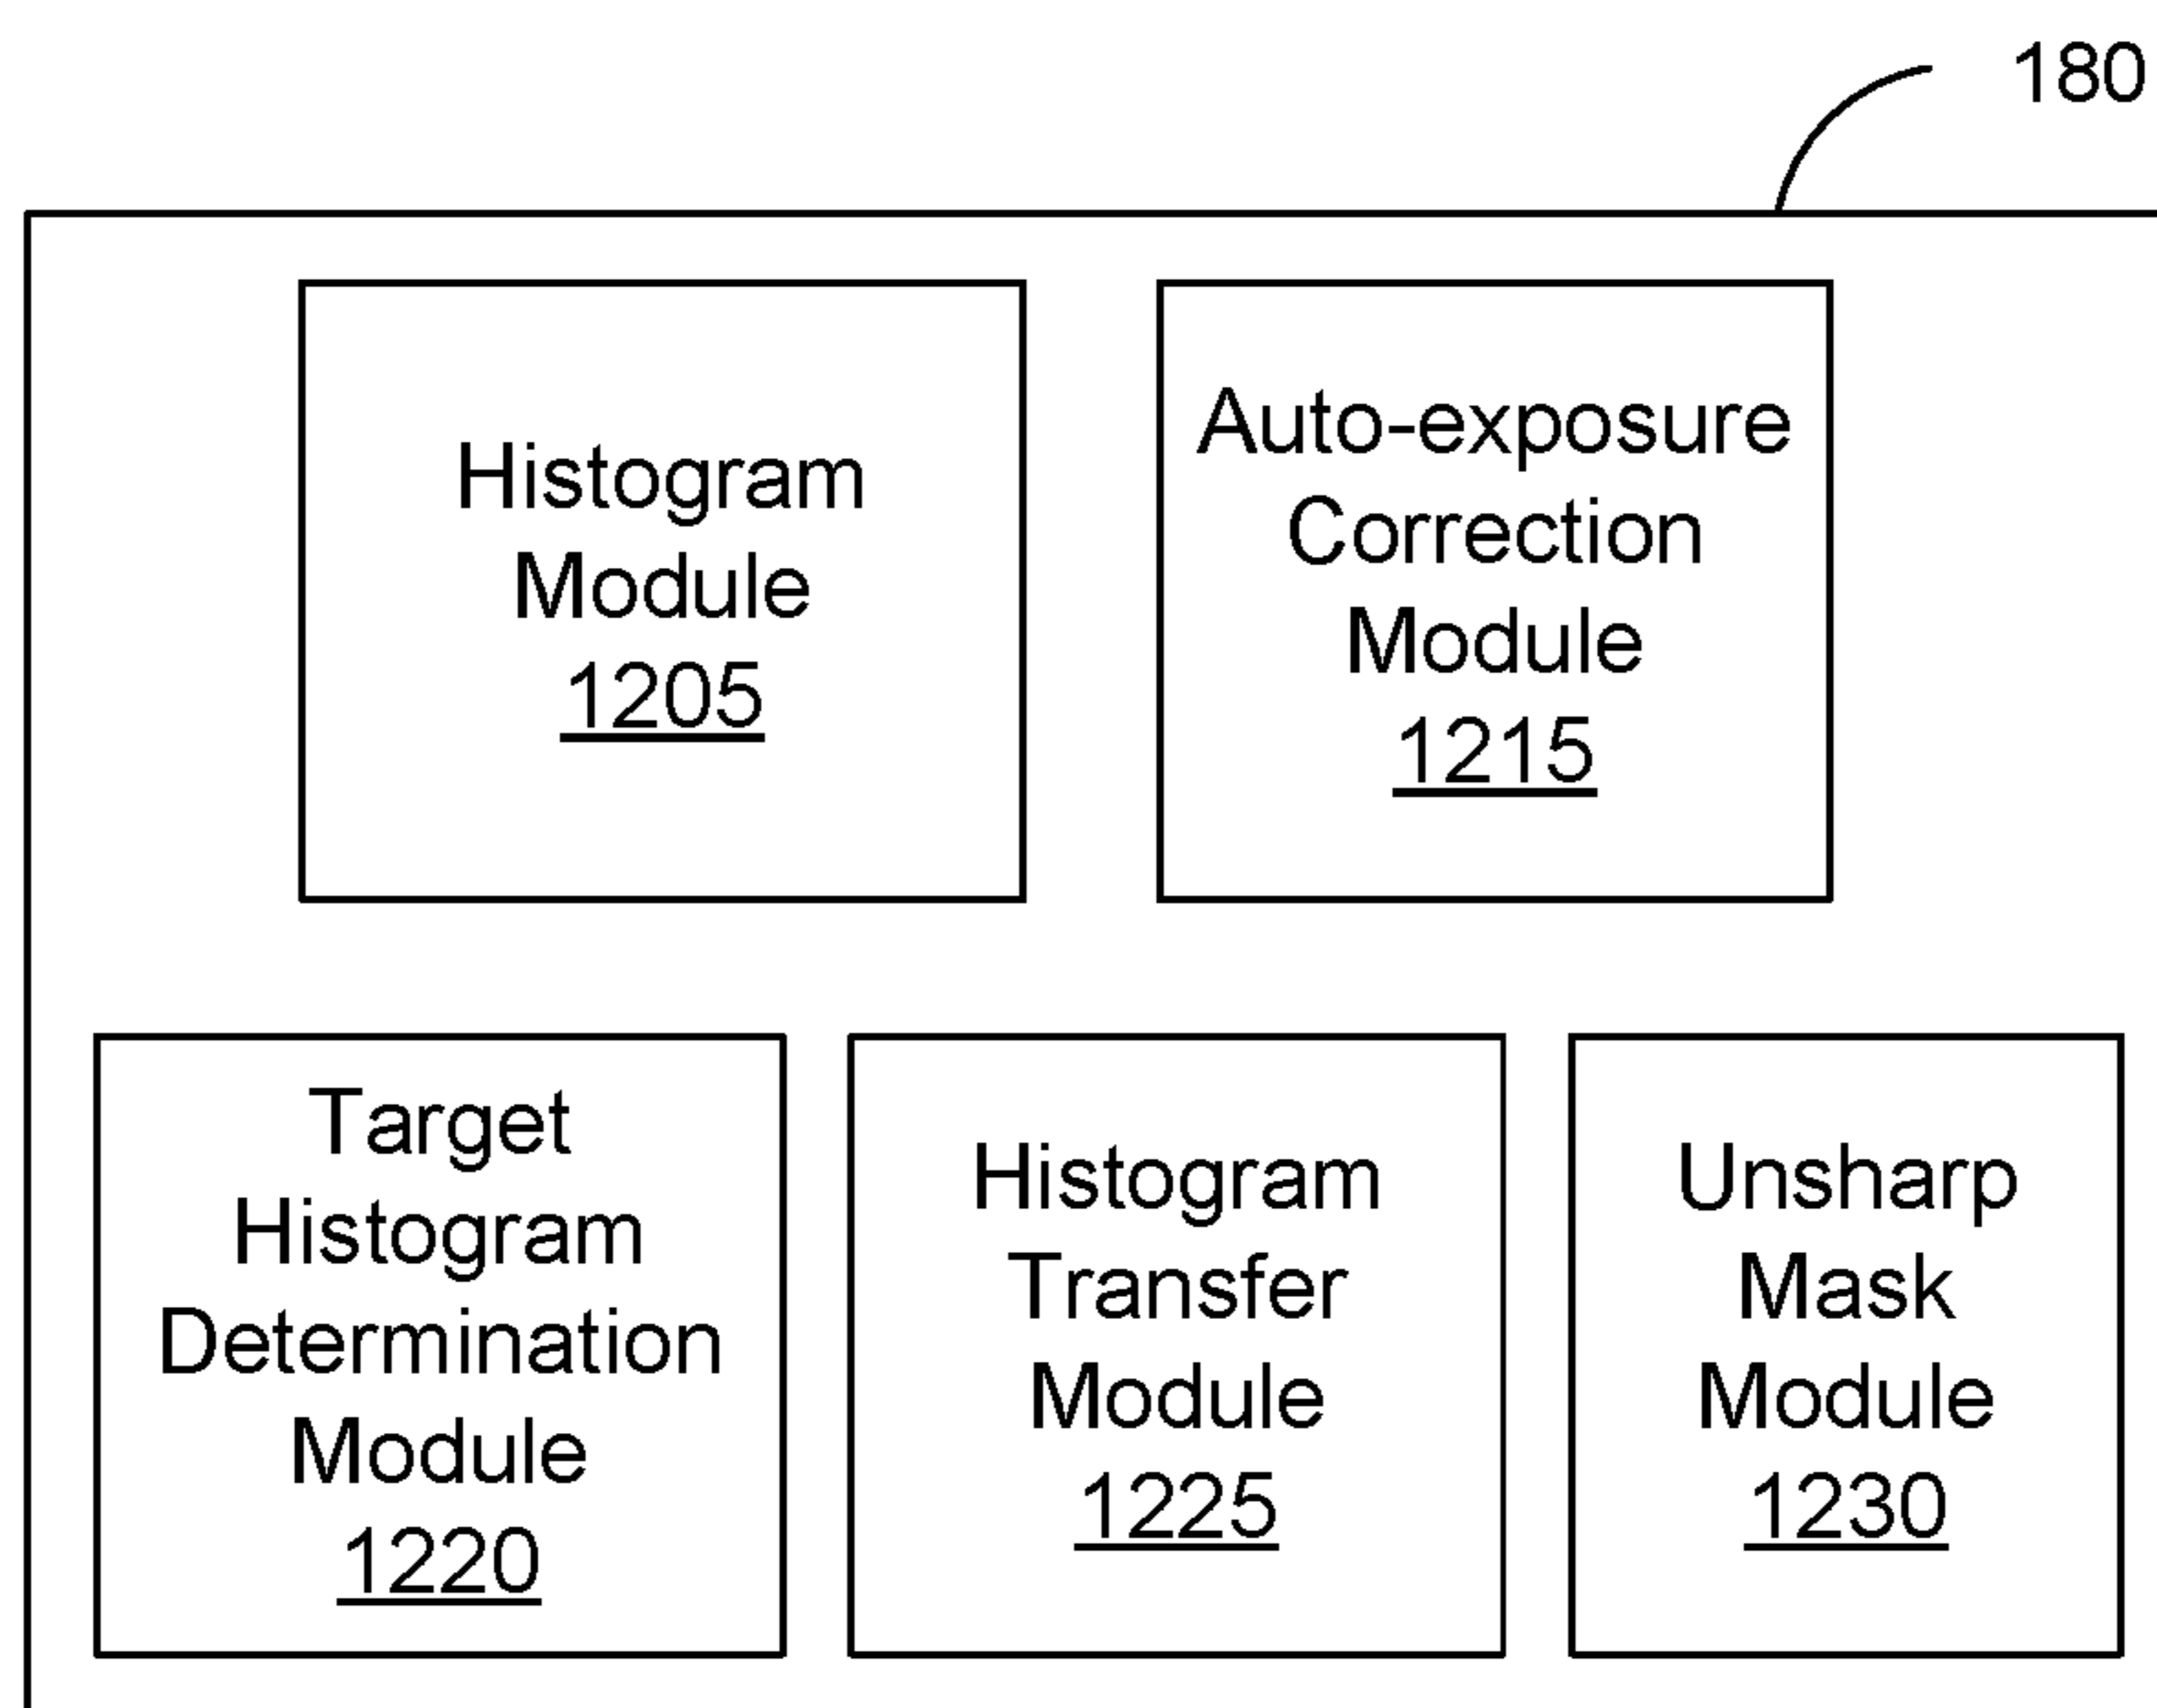 180
Histogram
Module
1205
Auto-exposure
Correction
Module
1215
Target
Histogram
Determination
Module
1220
Histogram
Transfer
Module
1225
Unsharp
Mask
Module
1230